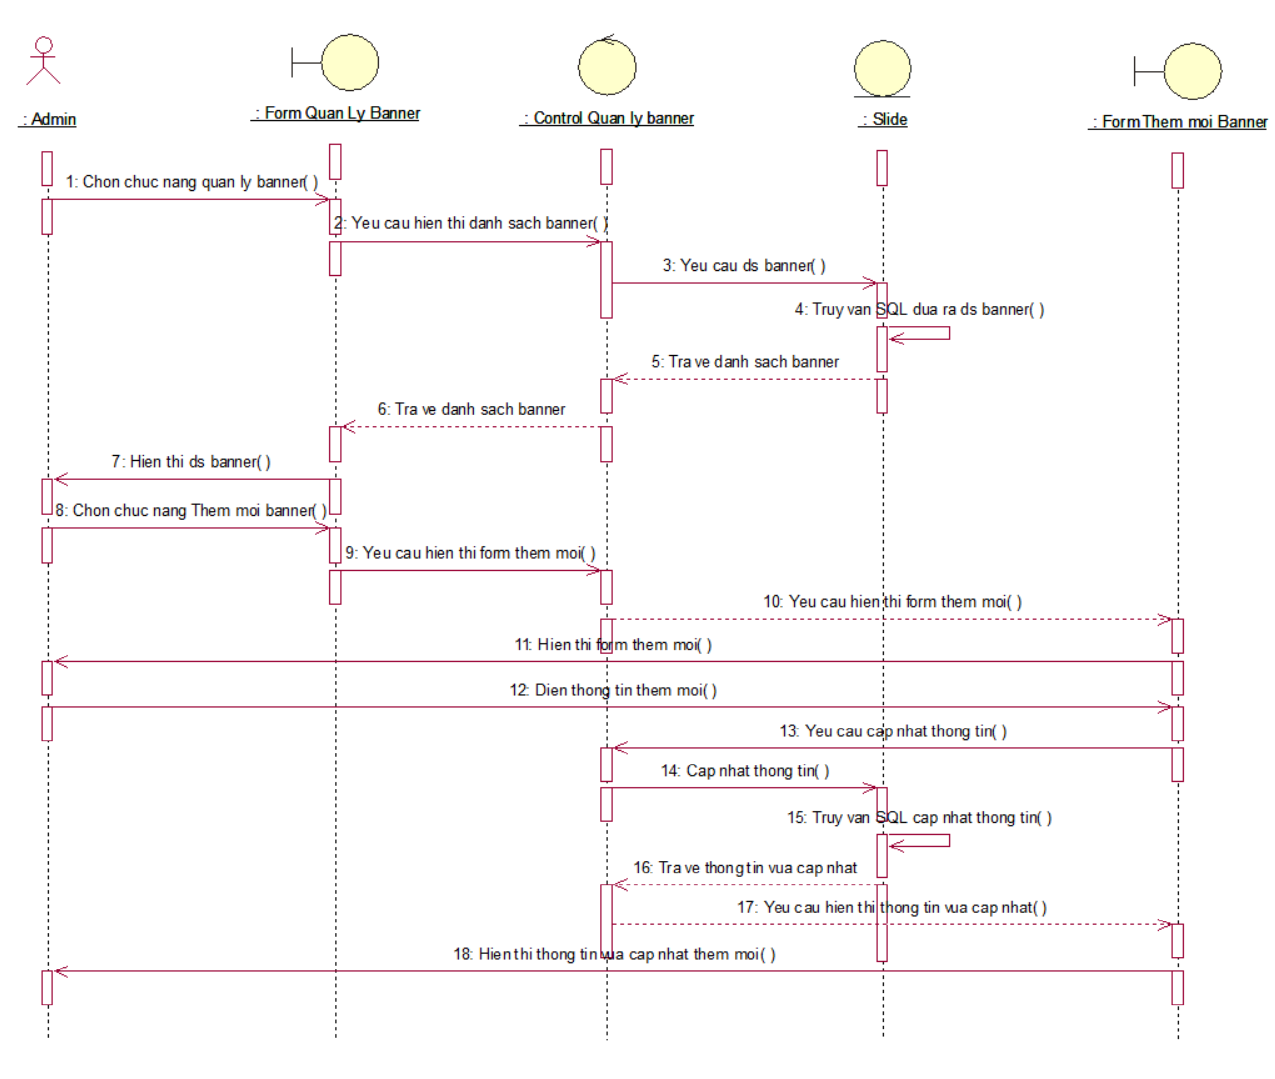 : Admin
: Form Quan Ly Banner
: Control Quan ly banner
: Slide
: Form Them moi Banner
1: Chon chuc nang quan ly banner( )
2: Yeu cau hien thi danh sach banner( )
3: Yeu cau ds banner( )
4: Truy van SQL dua ra ds banner( )
5: Tra ve danh sach banner
6: Tra ve danh sach banner
7: Hien thi ds banner( )
8: Chon chuc nang Them moi banner( )
9: Yeu cau hien thi form them moi( )
10: Yeu cau hien thi form them moi( )
11: Hien thi form them moi( )
12: Dien thong tin them moi( )
13: Yeu cau cap nhat thong tin( )
14: Cap nhat thong tin( )
15: Truy van SQL cap nhat thong tin( )
16: Tra ve thong tin vua cap nhat
17: Yeu cau hien thi thong tin vua cap nhat( )
18: Hien thi thong tin vua cap nhat them moi( )